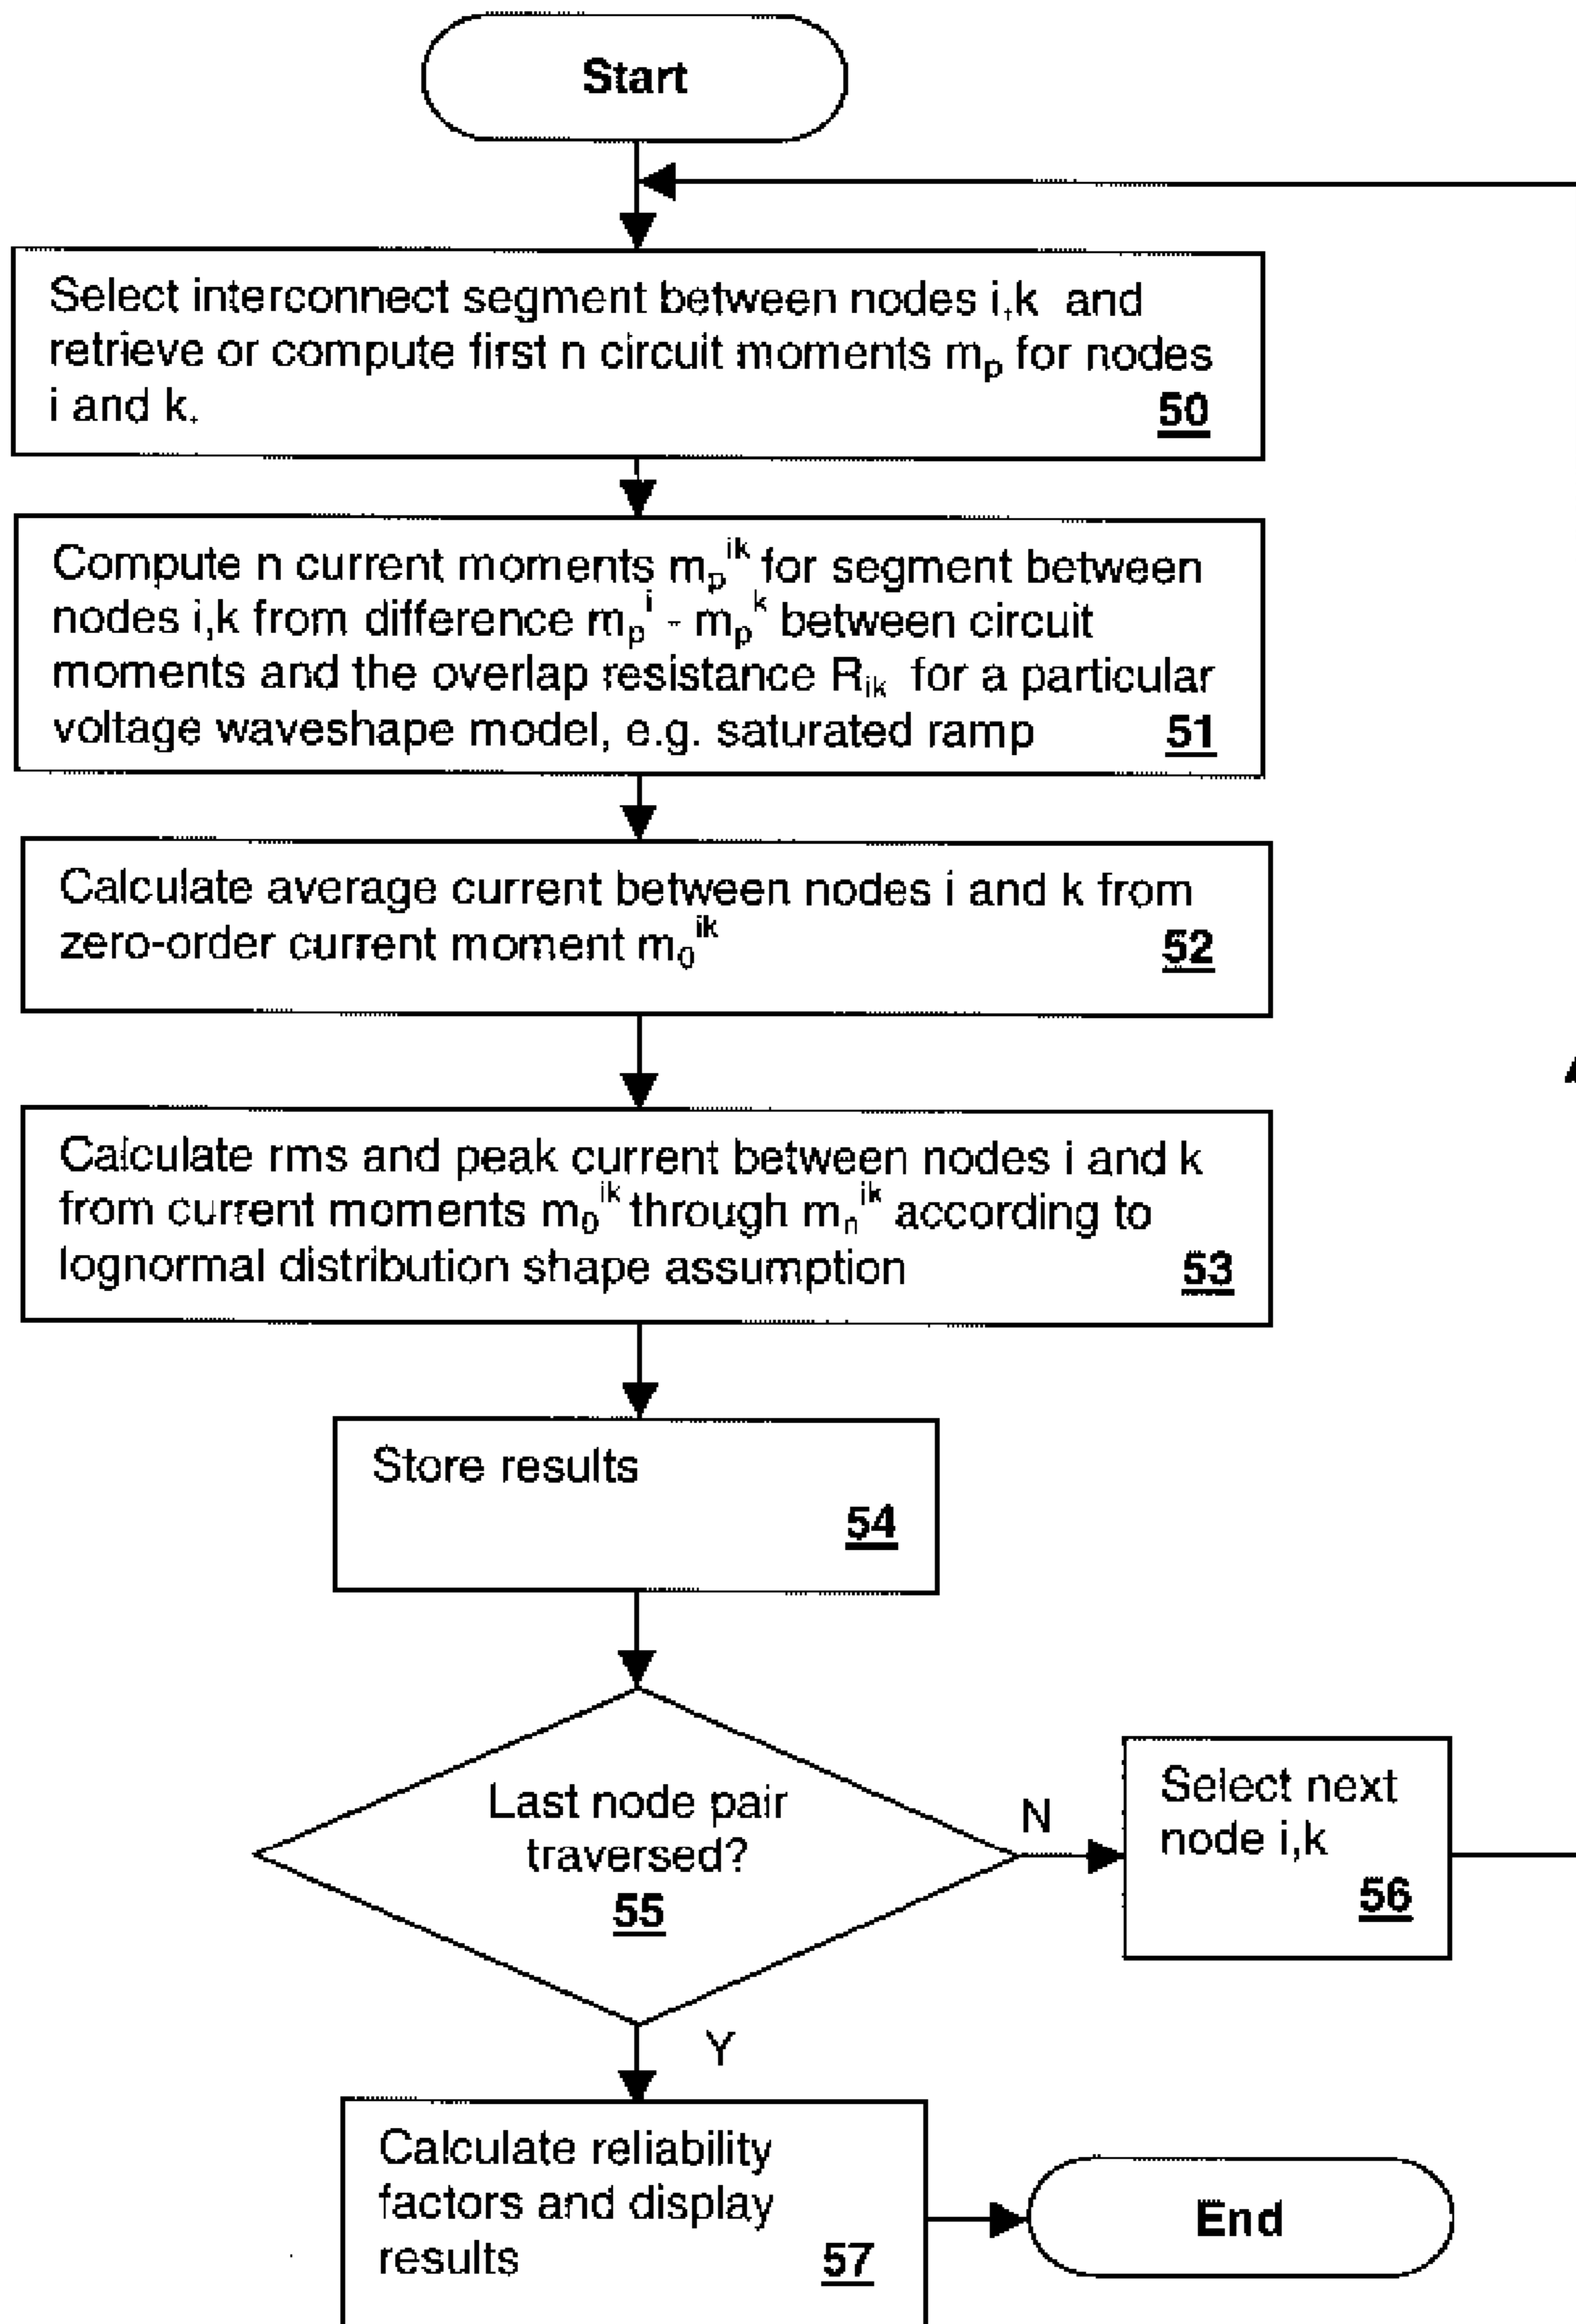 Start
Select interconnect segment between nodes i,k and
retrieve or compute first n circuit moments mₚ for nodes
i and k.
50
Compute n current moments mₚⁱᵏ for segment between
nodes i,k from difference mₚⁱ - mₚᵏ between circuit
moments and the overlap resistance Rᵢₖ for a particular
voltage waveshape model, e.g. saturated ramp
51
Calculate average current between nodes i and k from
zero-order current moment m₀ⁱᵏ
52
Calculate rms and peak current between nodes i and k
from current moments m₀ⁱᵏ through mₙⁱᵏ according to
lognormal distribution shape assumption
53
Store results
54
Last node pair
traversed?
55
N
Select next
node i,k
56
Y
Calculate reliability
factors and display
results
57
End